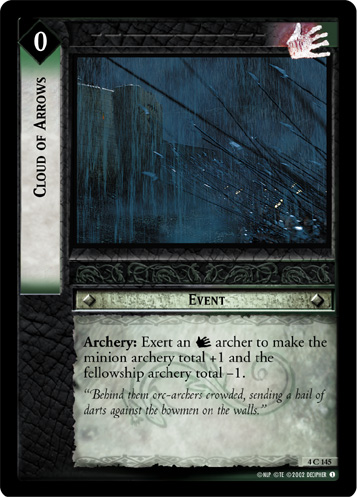 0
CLOUD OF ARROWS
EVENT
Archery: Exert an archer to make the
minion archery total +1 and the
fellowship archery total –1.
“‘Behind them orc-archers crowded, sending a hail of
darts against the bowmen on the walls.’”
4 C 145
©NLP ©TE ©2002 DECIPHER